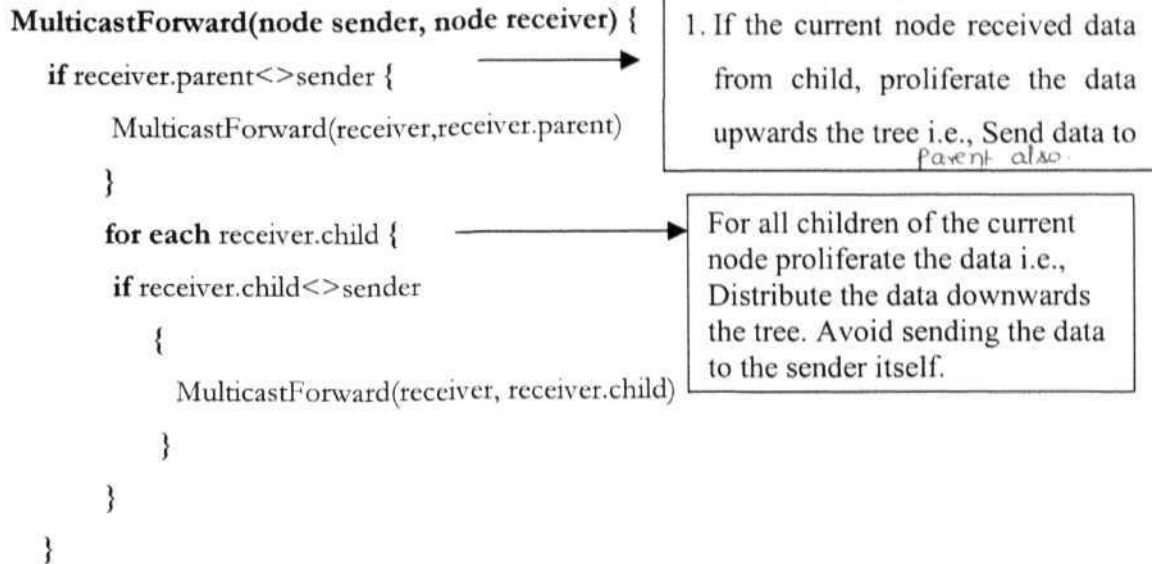 MulticastForward(node sender, node receiver) {
if receiver.parent<>sender {
MulticastForward(receiver,receiver.parent)
}
for each receiver.child {
if receiver.child<>sender
{
MulticastForward(receiver, receiver.child)
}
}
}
1. If the current node received data
from child, proliferate the data
upwards the tree i.e., Send data to
Parent also.
For all children of the current
node proliferate the data i.e.,
Distribute the data downwards
the tree. Avoid sending the data
to the sender itself.